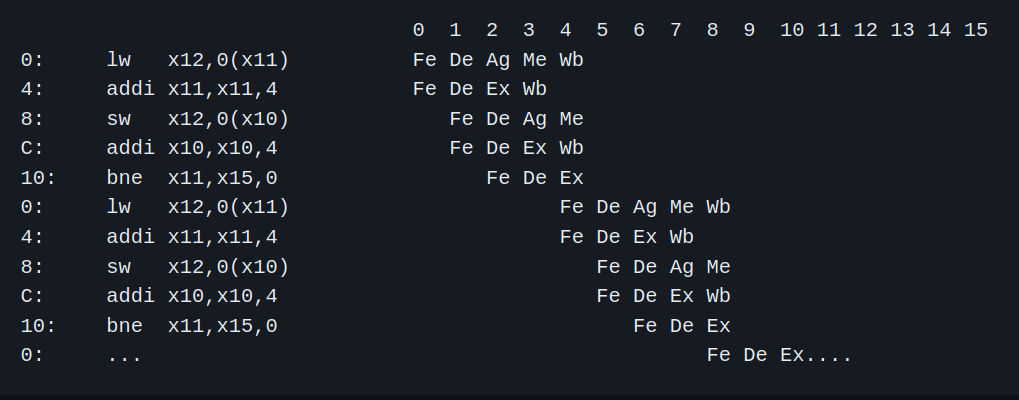 0  1  2  3  4  5  6  7  8  9  10 11 12 13 14 15
0:     lw   x12,0(x11)          Fe De Ag Me Wb
4:     addi x11,x11,4           Fe De Ex Wb
8:     sw   x12,0(x10)             Fe De Ag Me
C:     addi x10,x10,4              Fe De Ex Wb
10:    bne  x11,x15,0                 Fe De Ex
0:     lw   x12,0(x11)                      Fe De Ag Me Wb
4:     addi x11,x11,4                       Fe De Ex Wb
8:     sw   x12,0(x10)                         Fe De Ag Me
C:     addi x10,x10,4                          Fe De Ex Wb
10:    bne  x11,x15,0                             Fe De Ex
0:     ...                                              Fe De Ex....